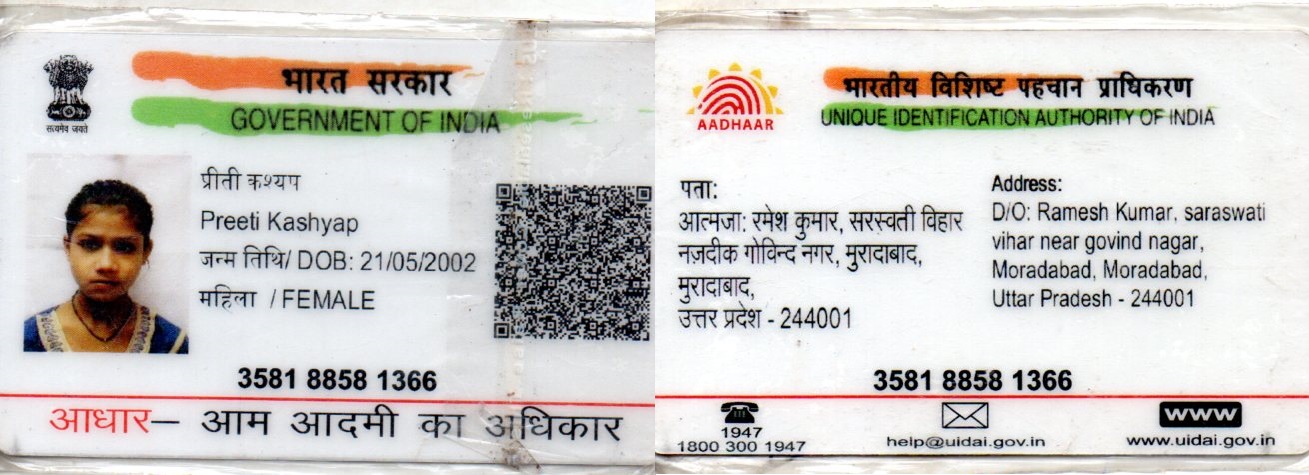 भारत सरकार
GOVERNMENT OF INDIA
सत्यमेव जयते
प्रीती कश्यप
Preeti Kashyap
जन्म तिथि/ DOB: 21/05/2002
महिला / FEMALE
3581 8858 1366
आधार— आम आदमी का अधिकार
AADHAAR
भारतीय विशिष्ट पहचान प्राधिकरण
UNIQUE IDENTIFICATION AUTHORITY OF INDIA
पता:
आत्मजा: रमेश कुमार, सरस्वती विहार
नज़दीक गोविन्द नगर, मुरादाबाद,
मुरादाबाद,
उत्तर प्रदेश - 244001
Address:
D/O: Ramesh Kumar, saraswati
vihar near govind nagar,
Moradabad, Moradabad,
Uttar Pradesh - 244001
3581 8858 1366
1947
1800 300 1947
help@uidai.gov.in
www
www.uidai.gov.in